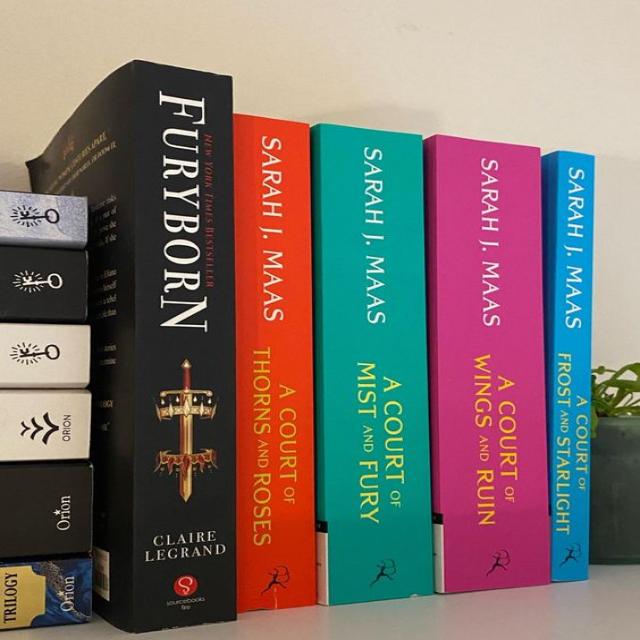 ORION
Orion
TRILOGY
Orion
NEW YORK TIMES BESTSELLER
FURYBORN
CLAIRE
LEGRAND
sourcebooks
fire
SARAH J. MAAS
A COURT OF
THORNS AND ROSES
SARAH J. MAAS
A COURT OF
MIST AND FURY
SARAH J. MAAS
A COURT OF
WINGS AND RUIN
SARAH J. MAAS
A COURT OF
FROST AND STARLIGHT